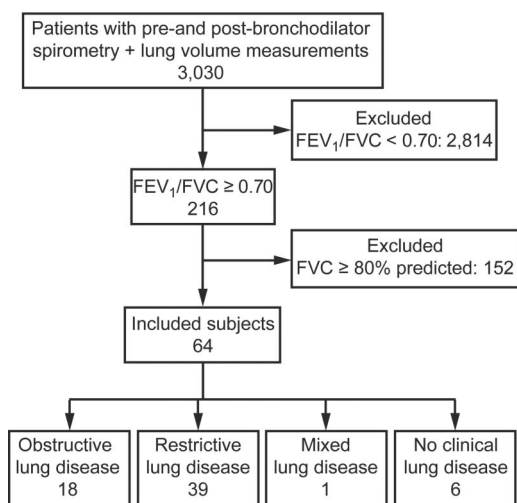 Patients with pre-and post-bronchodilator
spirometry + lung volume measurements
3,030
Excluded
FEV₁/FVC < 0.70: 2,814
FEV₁/FVC ≥ 0.70
216
Excluded
FVC ≥ 80% predicted: 152
Included subjects
64
Obstructive
lung disease
18
Restrictive
lung disease
39
Mixed
lung disease
1
No clinical
lung disease
6